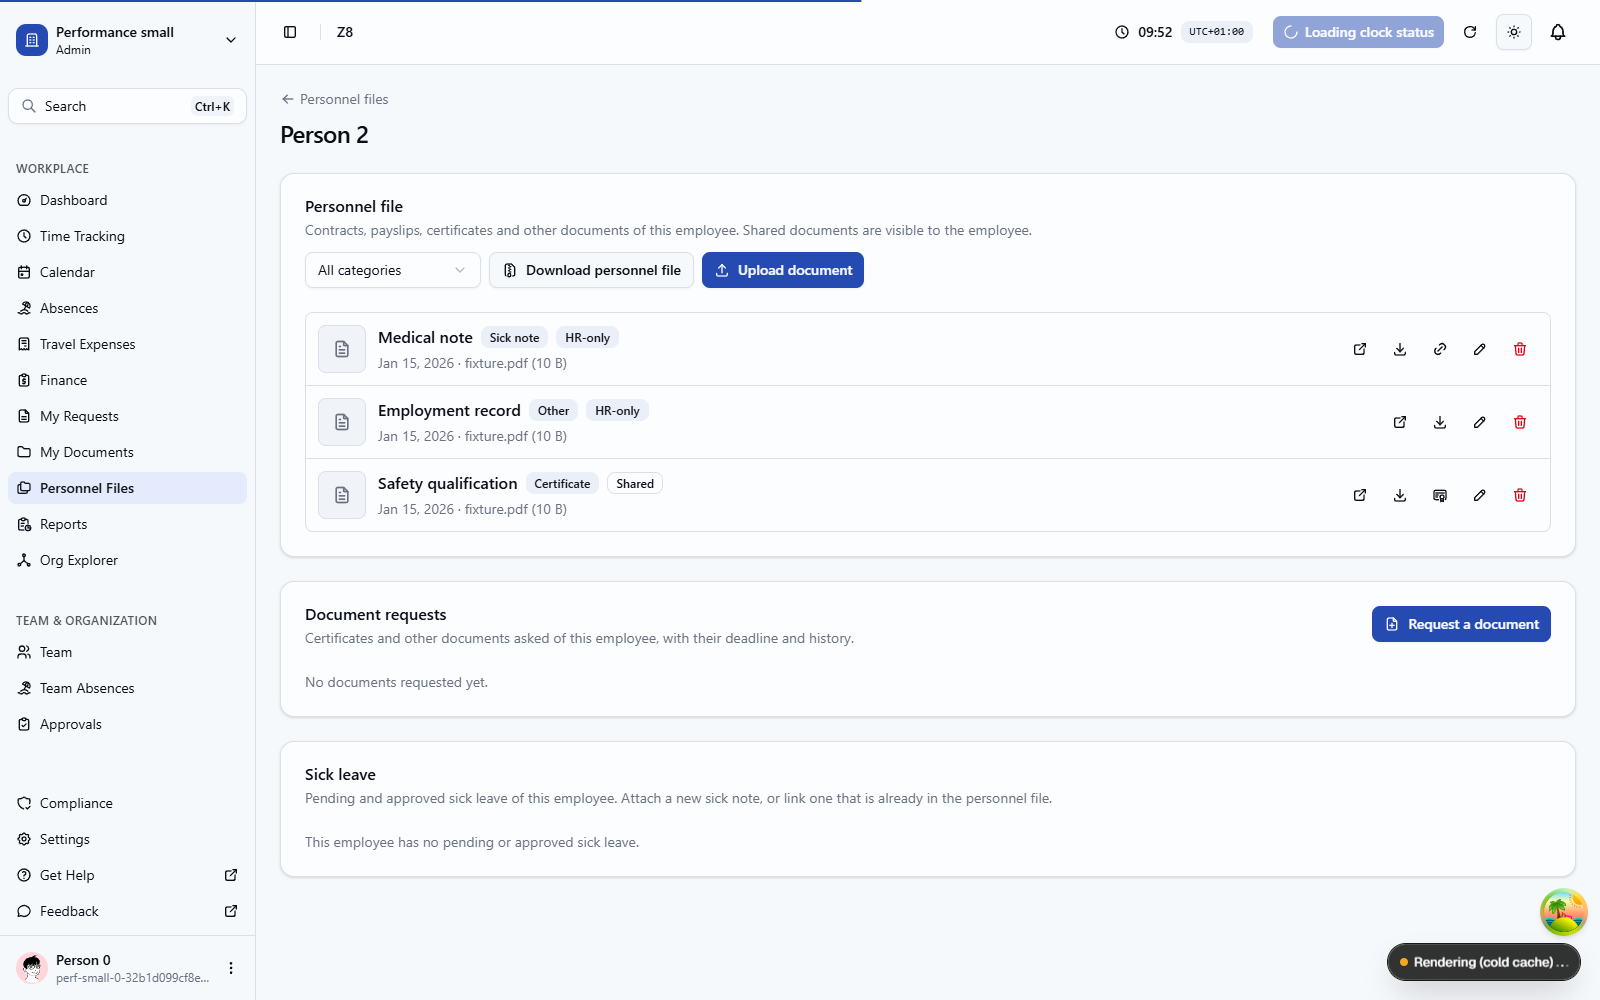 Performance small
Admin
Search Ctrl+K
WORKPLACE
Dashboard
Time Tracking
Calendar
Absences
Travel Expenses
Finance
My Requests
My Documents
Personnel Files
Reports
Org Explorer
TEAM & ORGANIZATION
Team
Team Absences
Approvals
Compliance
Settings
Get Help
Feedback
Person 0
perf-small-0-32b1d099cf8e...
Z8
09:52 UTC+01:00 Loading clock status
Personnel files
Person 2
Personnel file
Contracts, payslips, certificates and other documents of this employee. Shared documents are visible to the employee.
All categories Download personnel file Upload document
Medical note Sick note HR-only
Jan 15, 2026 · fixture.pdf (10 B)
Employment record Other HR-only
Jan 15, 2026 · fixture.pdf (10 B)
Safety qualification Certificate Shared
Jan 15, 2026 · fixture.pdf (10 B)
Document requests
Certificates and other documents asked of this employee, with their deadline and history.
Request a document
No documents requested yet.
Sick leave
Pending and approved sick leave of this employee. Attach a new sick note, or link one that is already in the personnel file.
This employee has no pending or approved sick leave.
Rendering (cold cache) ...